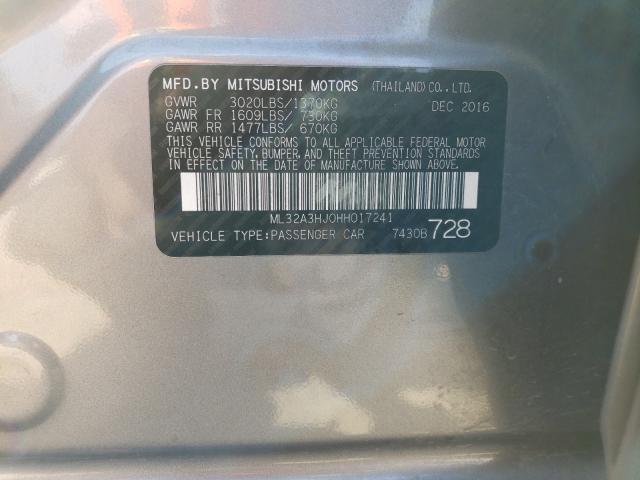 MFD.BY MITSUBISHI MOTORS (THAILAND)CO.,LTD.
GVWR 3020LBS/1370KG DEC 2016
GAWR FR 1609LBS/ 730KG
GAWR RR 1477LBS/ 670KG
THIS VEHICLE CONFORMS TO ALL APPLICABLE FEDERAL MOTOR
VEHICLE SAFETY, BUMPER, AND THEFT PREVENTION STANDARDS
IN EFFECT ON THE DATE OF MANUFACTURE SHOWN ABOVE.
ML32A3HJ0HH017241
VEHICLE TYPE:PASSENGER CAR 7430B 728